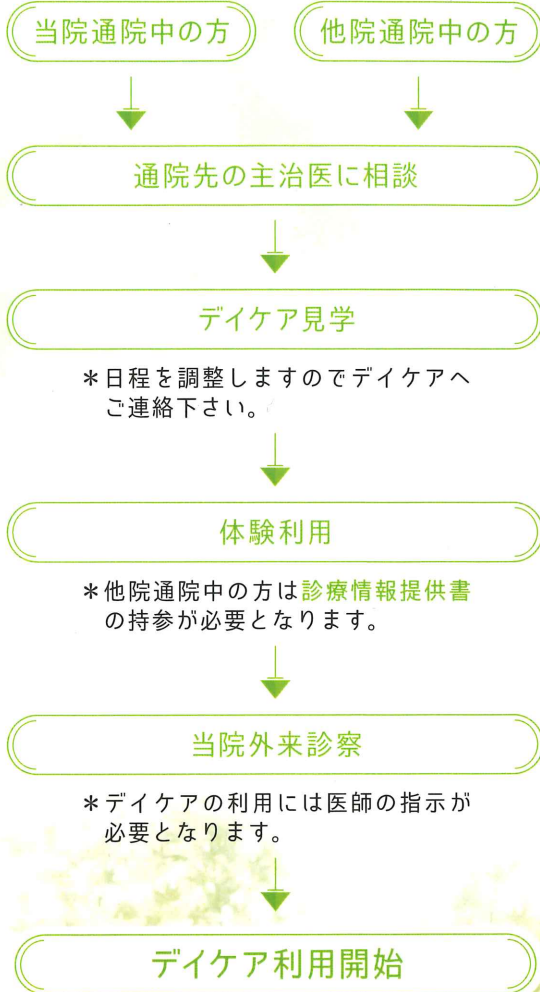 当院通院中の方
他院通院中の方
通院先の主治医に相談
デイケア見学
*日程を調整しますのでデイケアへ
ご連絡下さい。
体験利用
*他院通院中の方は診療情報提供書
の持参が必要となります。
当院外来診察
*デイケアの利用には医師の指示が
必要となります。
デイケア利用開始